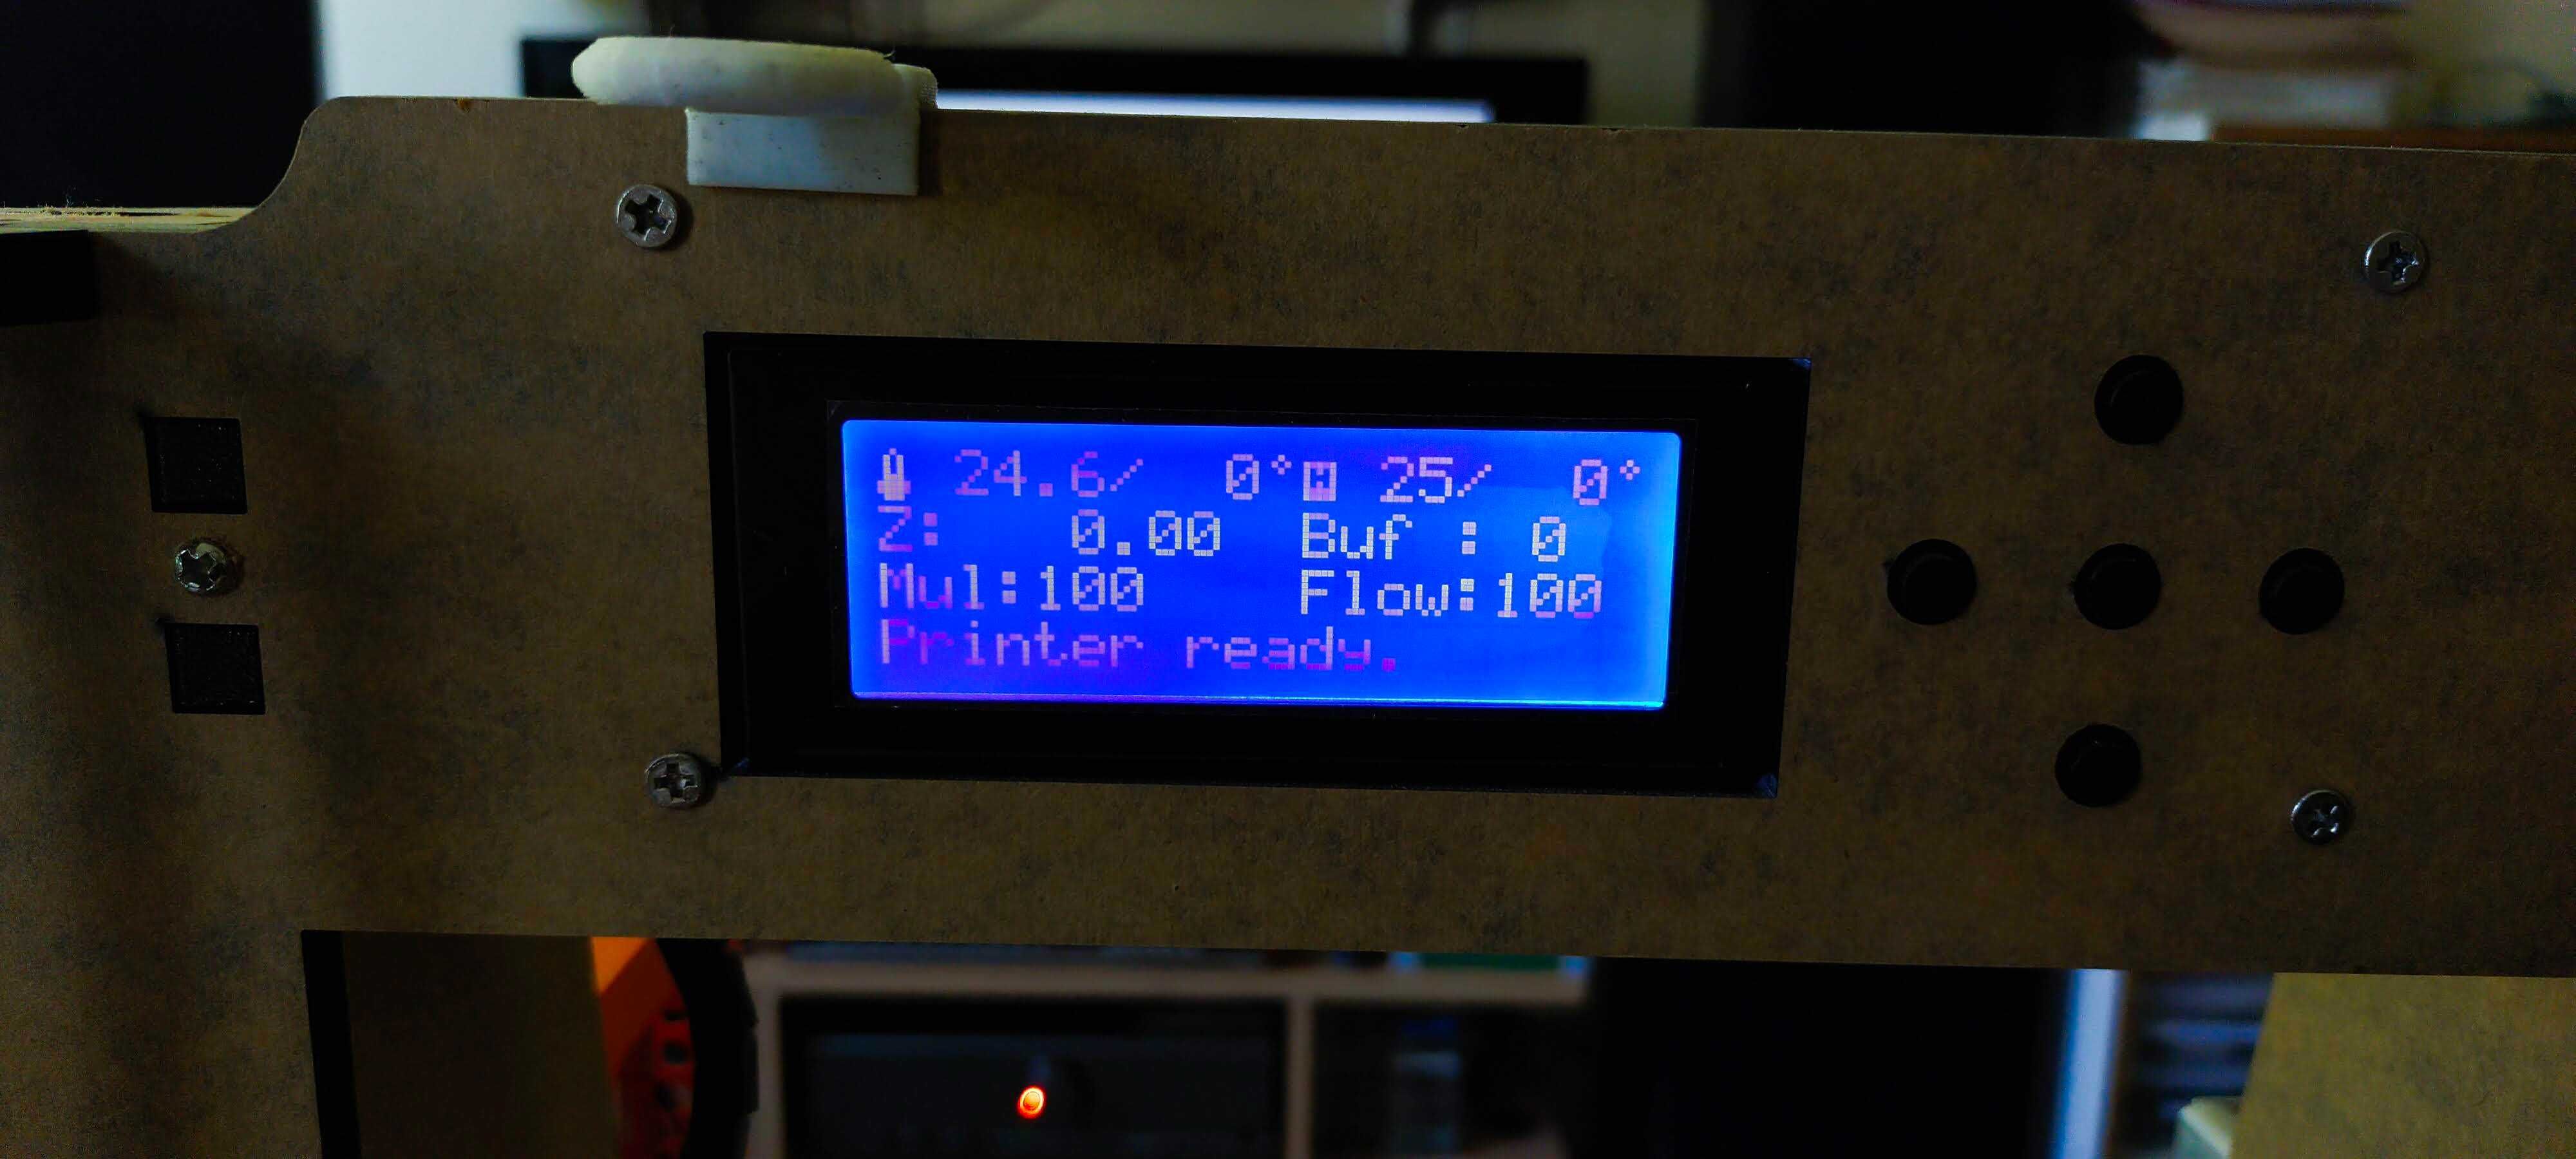 24.6/ 0° 25/ 0°
Z: 0.00 Buf : 0
Mul:100 Flow:100
Printer ready.